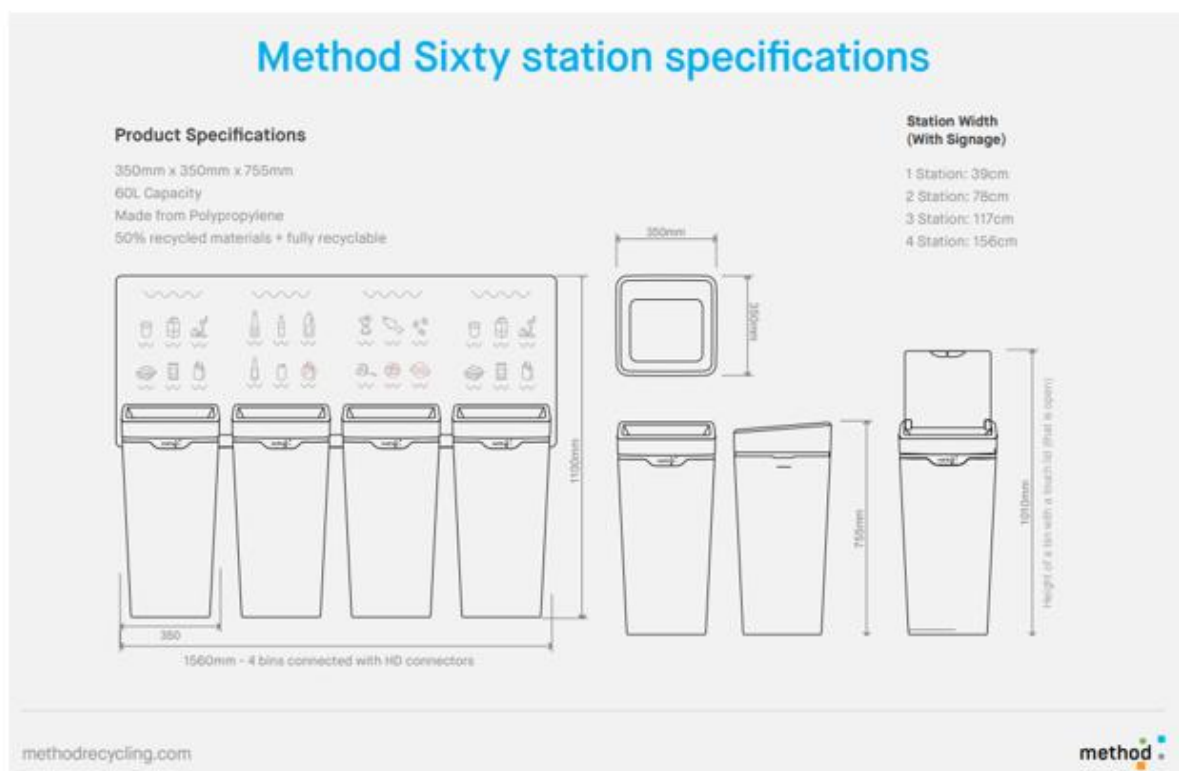 Method Sixty station specifications
Product Specifications
350mm x 350mm x 755mm
60L Capacity
Made from Polypropylene
50% recycled materials + fully recyclable
Station Width
(With Signage)
1 Station: 39cm
2 Station: 78cm
3 Station: 117cm
4 Station: 156cm
350mm
350mm
1100mm
755mm
1010mm
Height of a bin with a touch lid (that is open)
350
1560mm - 4 bins connected with HD connectors
methodrecycling.com
method